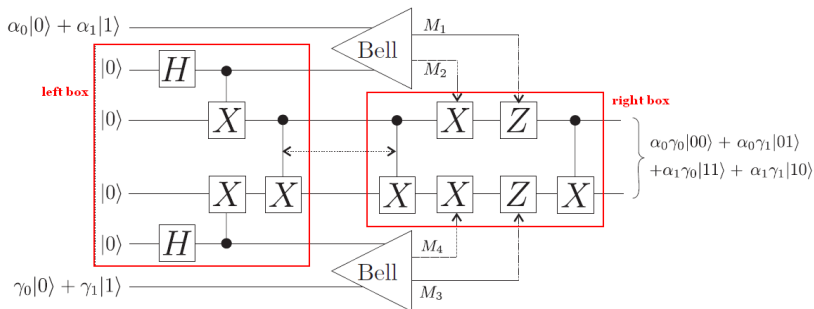 α₀|0⟩ + α₁|1⟩
Bell
M₁
M₂
left box
|0⟩ H
right box
|0⟩ X X Z
α₀γ₀|00⟩ + α₀γ₁|01⟩
+α₁γ₀|11⟩ + α₁γ₁|10⟩
|0⟩ X X X X Z X
|0⟩ H
M₄
Bell
M₃
γ₀|0⟩ + γ₁|1⟩